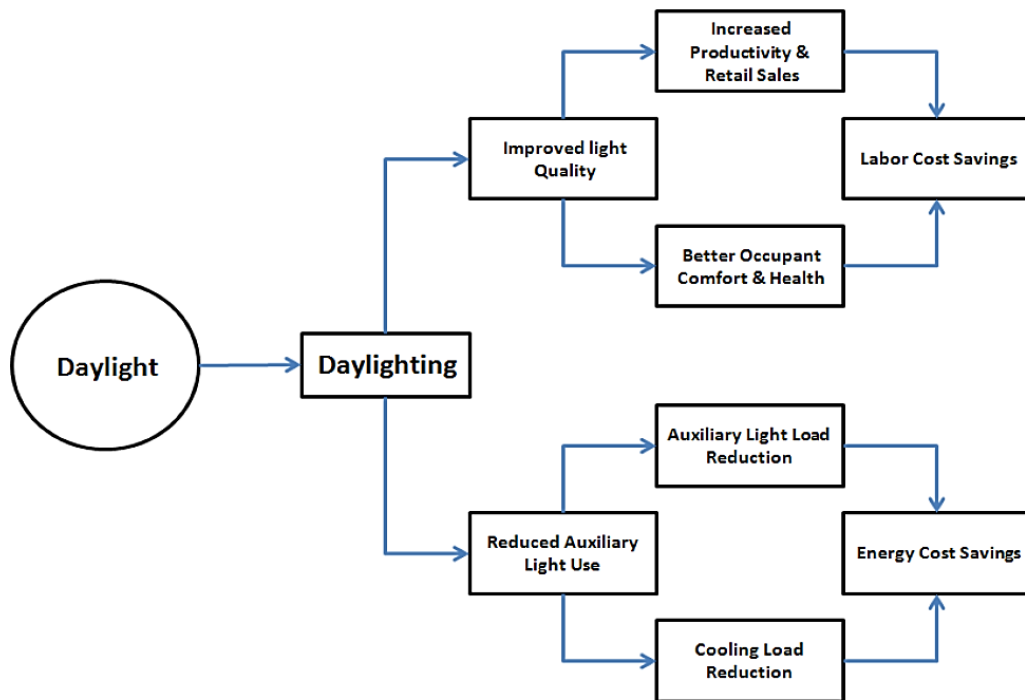 Daylight
Daylighting
Improved light
Quality
Increased
Productivity &
Retail Sales
Better Occupant
Comfort & Health
Labor Cost Savings
Reduced Auxiliary
Light Use
Auxiliary Light Load
Reduction
Cooling Load
Reduction
Energy Cost Savings